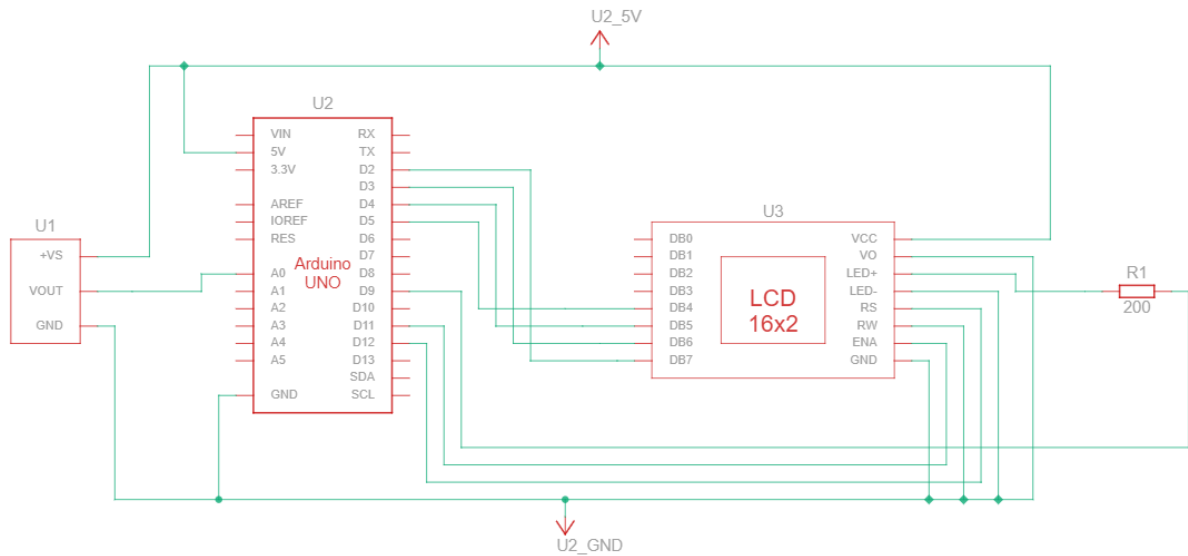 U2_5V
U2
VIN
5V
3.3V
AREF
IOREF
RES
A0
A1
A2
A3
A4
A5
GND
Arduino
UNO
RX
TX
D2
D3
D4
D5
D6
D7
D8
D9
D10
D11
D12
D13
SDA
SCL
U1
+VS
VOUT
GND
U3
DB0
DB1
DB2
DB3
DB4
DB5
DB6
DB7
LCD
16x2
VCC
VO
LED+
LED-
RS
RW
ENA
GND
R1
200
U2_GND